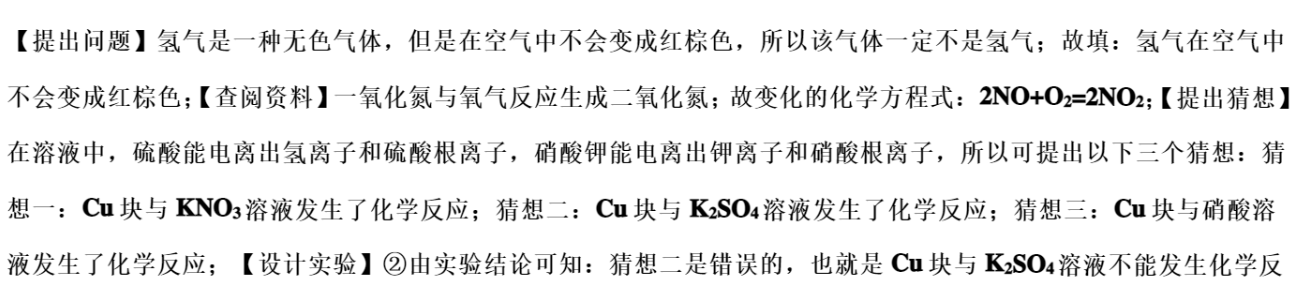 【提出问题】氢气是一种无色气体，但是在空气中不会变成红棕色，所以该气体一定不是氢气；故填：氢气在空气中
不会变成红棕色；【查阅资料】一氧化氮与氧气反应生成二氧化氮；故变化的化学方程式：2NO+O₂=2NO₂；【提出猜想】
在溶液中，硫酸能电离出氢离子和硫酸根离子，硝酸钾能电离出钾离子和硝酸根离子，所以可提出以下三个猜想：猜
想一：Cu 块与 KNO₃溶液发生了化学反应；猜想二：Cu 块与 K₂SO₄溶液发生了化学反应；猜想三：Cu 块与硝酸溶
液发生了化学反应；【设计实验】②由实验结论可知：猜想二是错误的，也就是 Cu 块与 K₂SO₄溶液不能发生化学反